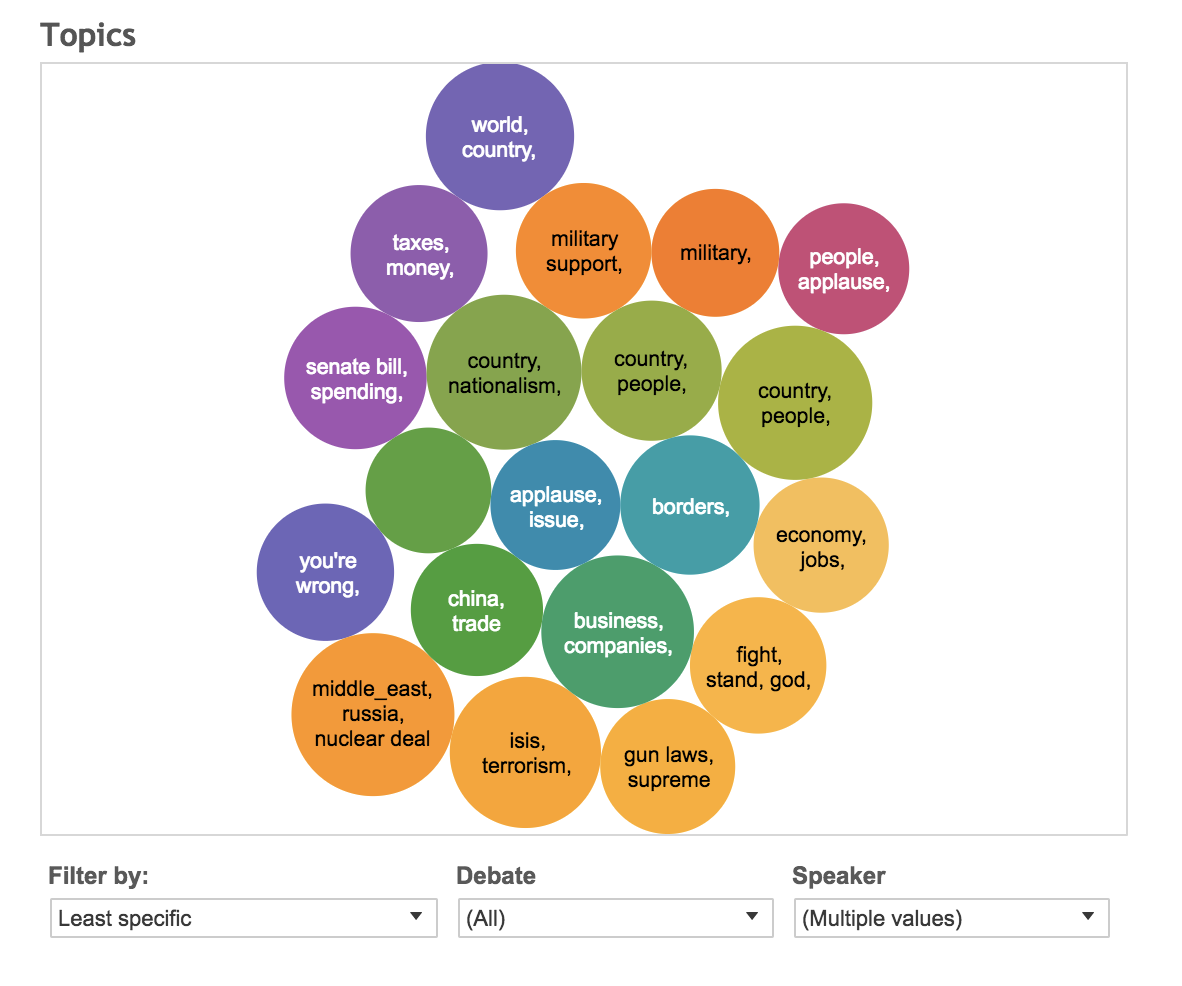 Topics
world,
country,
taxes,
money,
military
support,
military,
people,
applause,
senate bill,
spending,
country,
nationalism,
country,
people,
country,
people,
applause,
issue,
borders,
economy,
jobs,
you're
wrong,
china,
trade
business,
companies,
fight,
stand, god,
middle_east,
russia,
nuclear deal
isis,
terrorism,
gun laws,
supreme
Filter by:
Debate
Speaker
Least specific
(All)
(Multiple values)